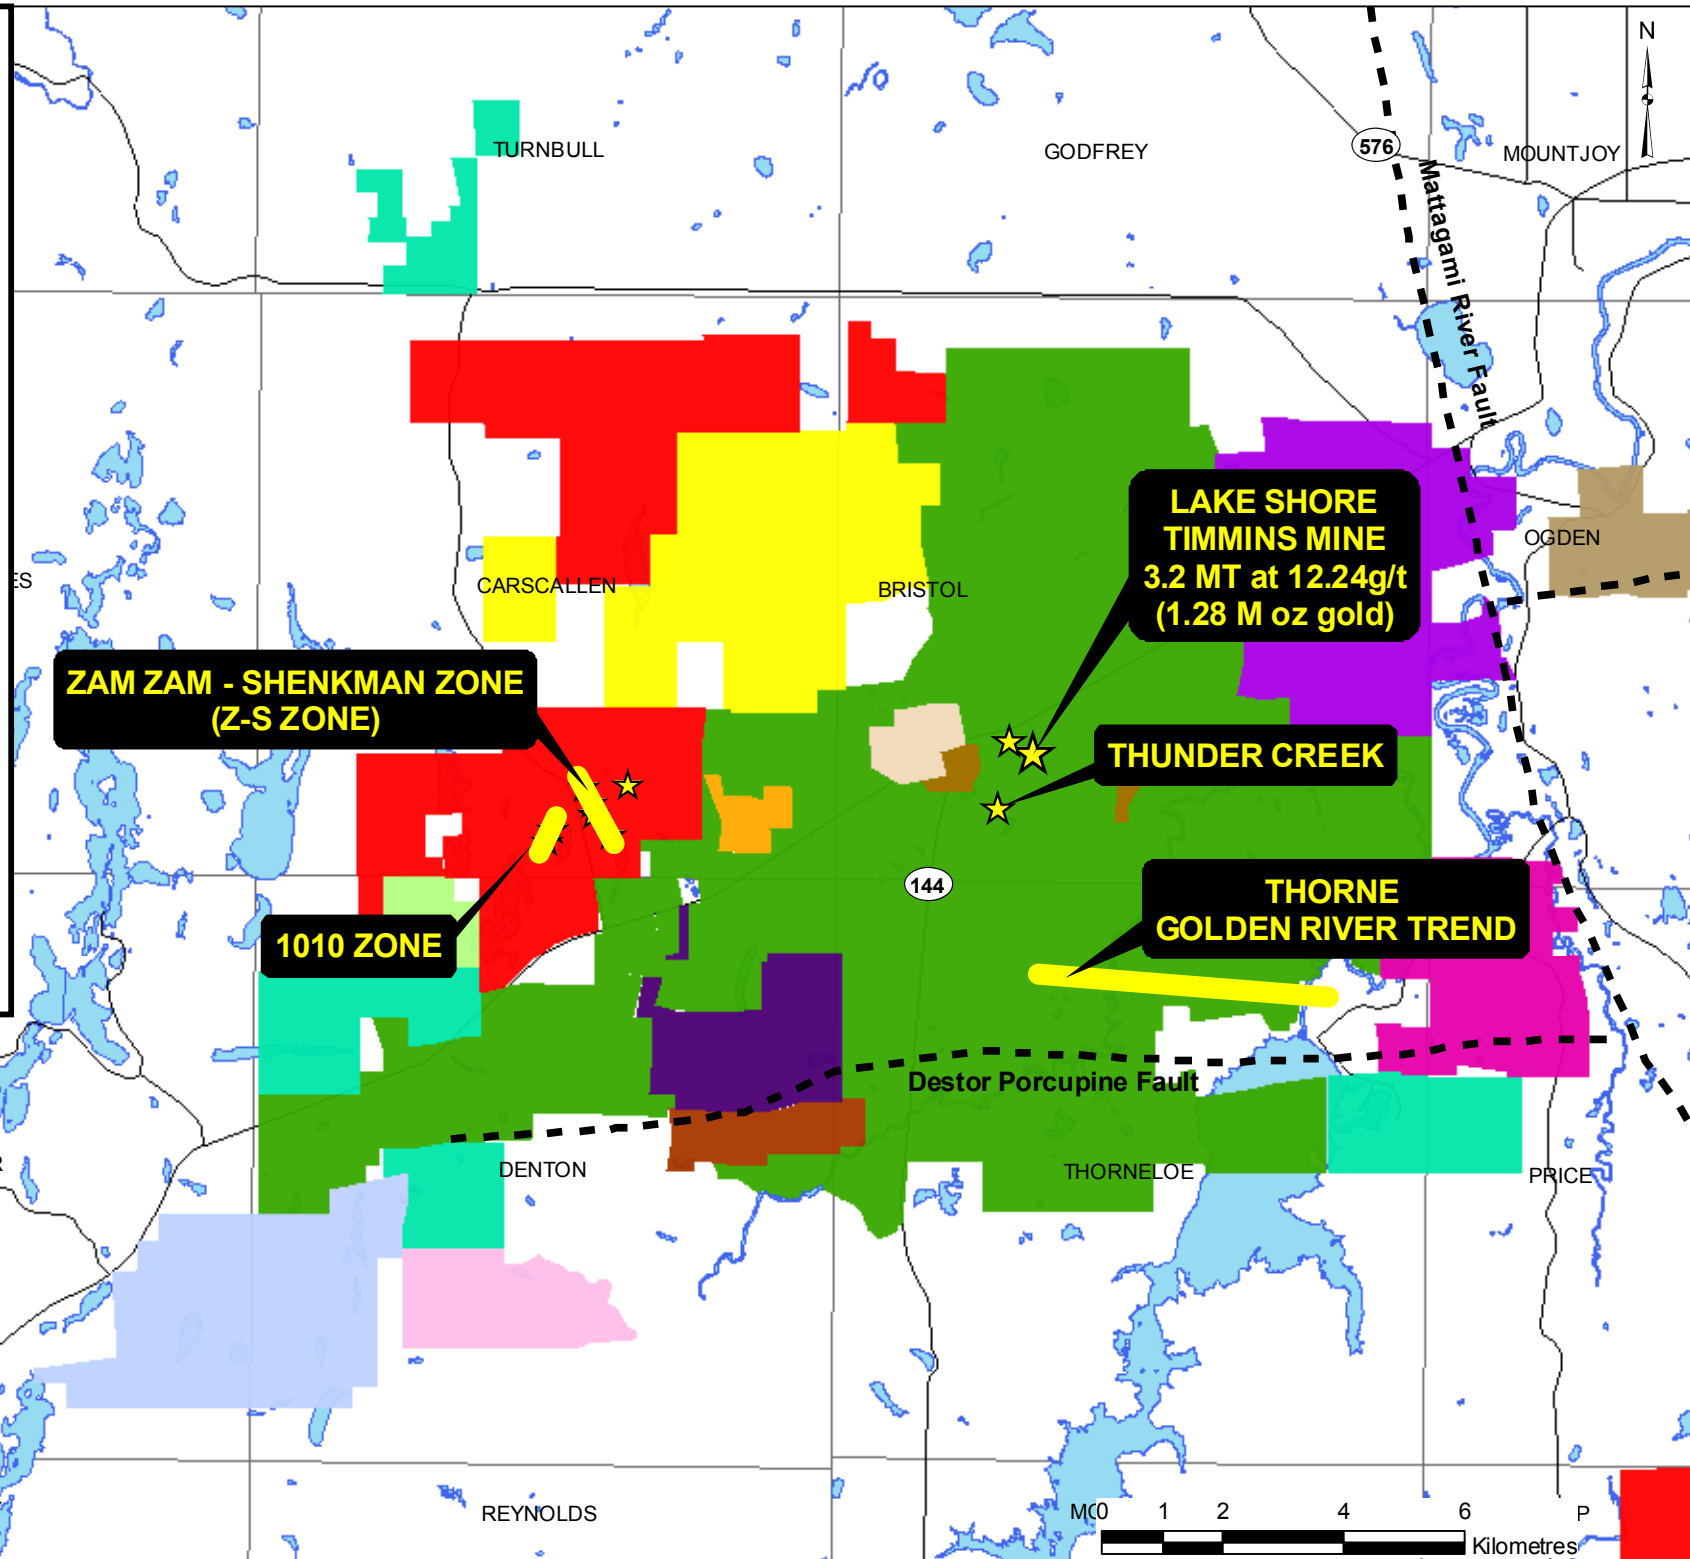 N
TURNBULL
GODFREY
576
MOUNTJOY
Mattagami River Fault
LAKE SHORE
TIMMINS MINE
3.2 MT at 12.24g/t
(1.28 M oz gold)
OGDEN
ES
CARSCALLEN
BRISTOL
ZAM ZAM - SHENKMAN ZONE
(Z-S ZONE)
THUNDER CREEK
144
THORNE
GOLDEN RIVER TREND
1010 ZONE
Destor Porcupine Fault
DENTON
THORNELOE
PRICE
REYNOLDS
0 1 2 4 6
P
Kilometres